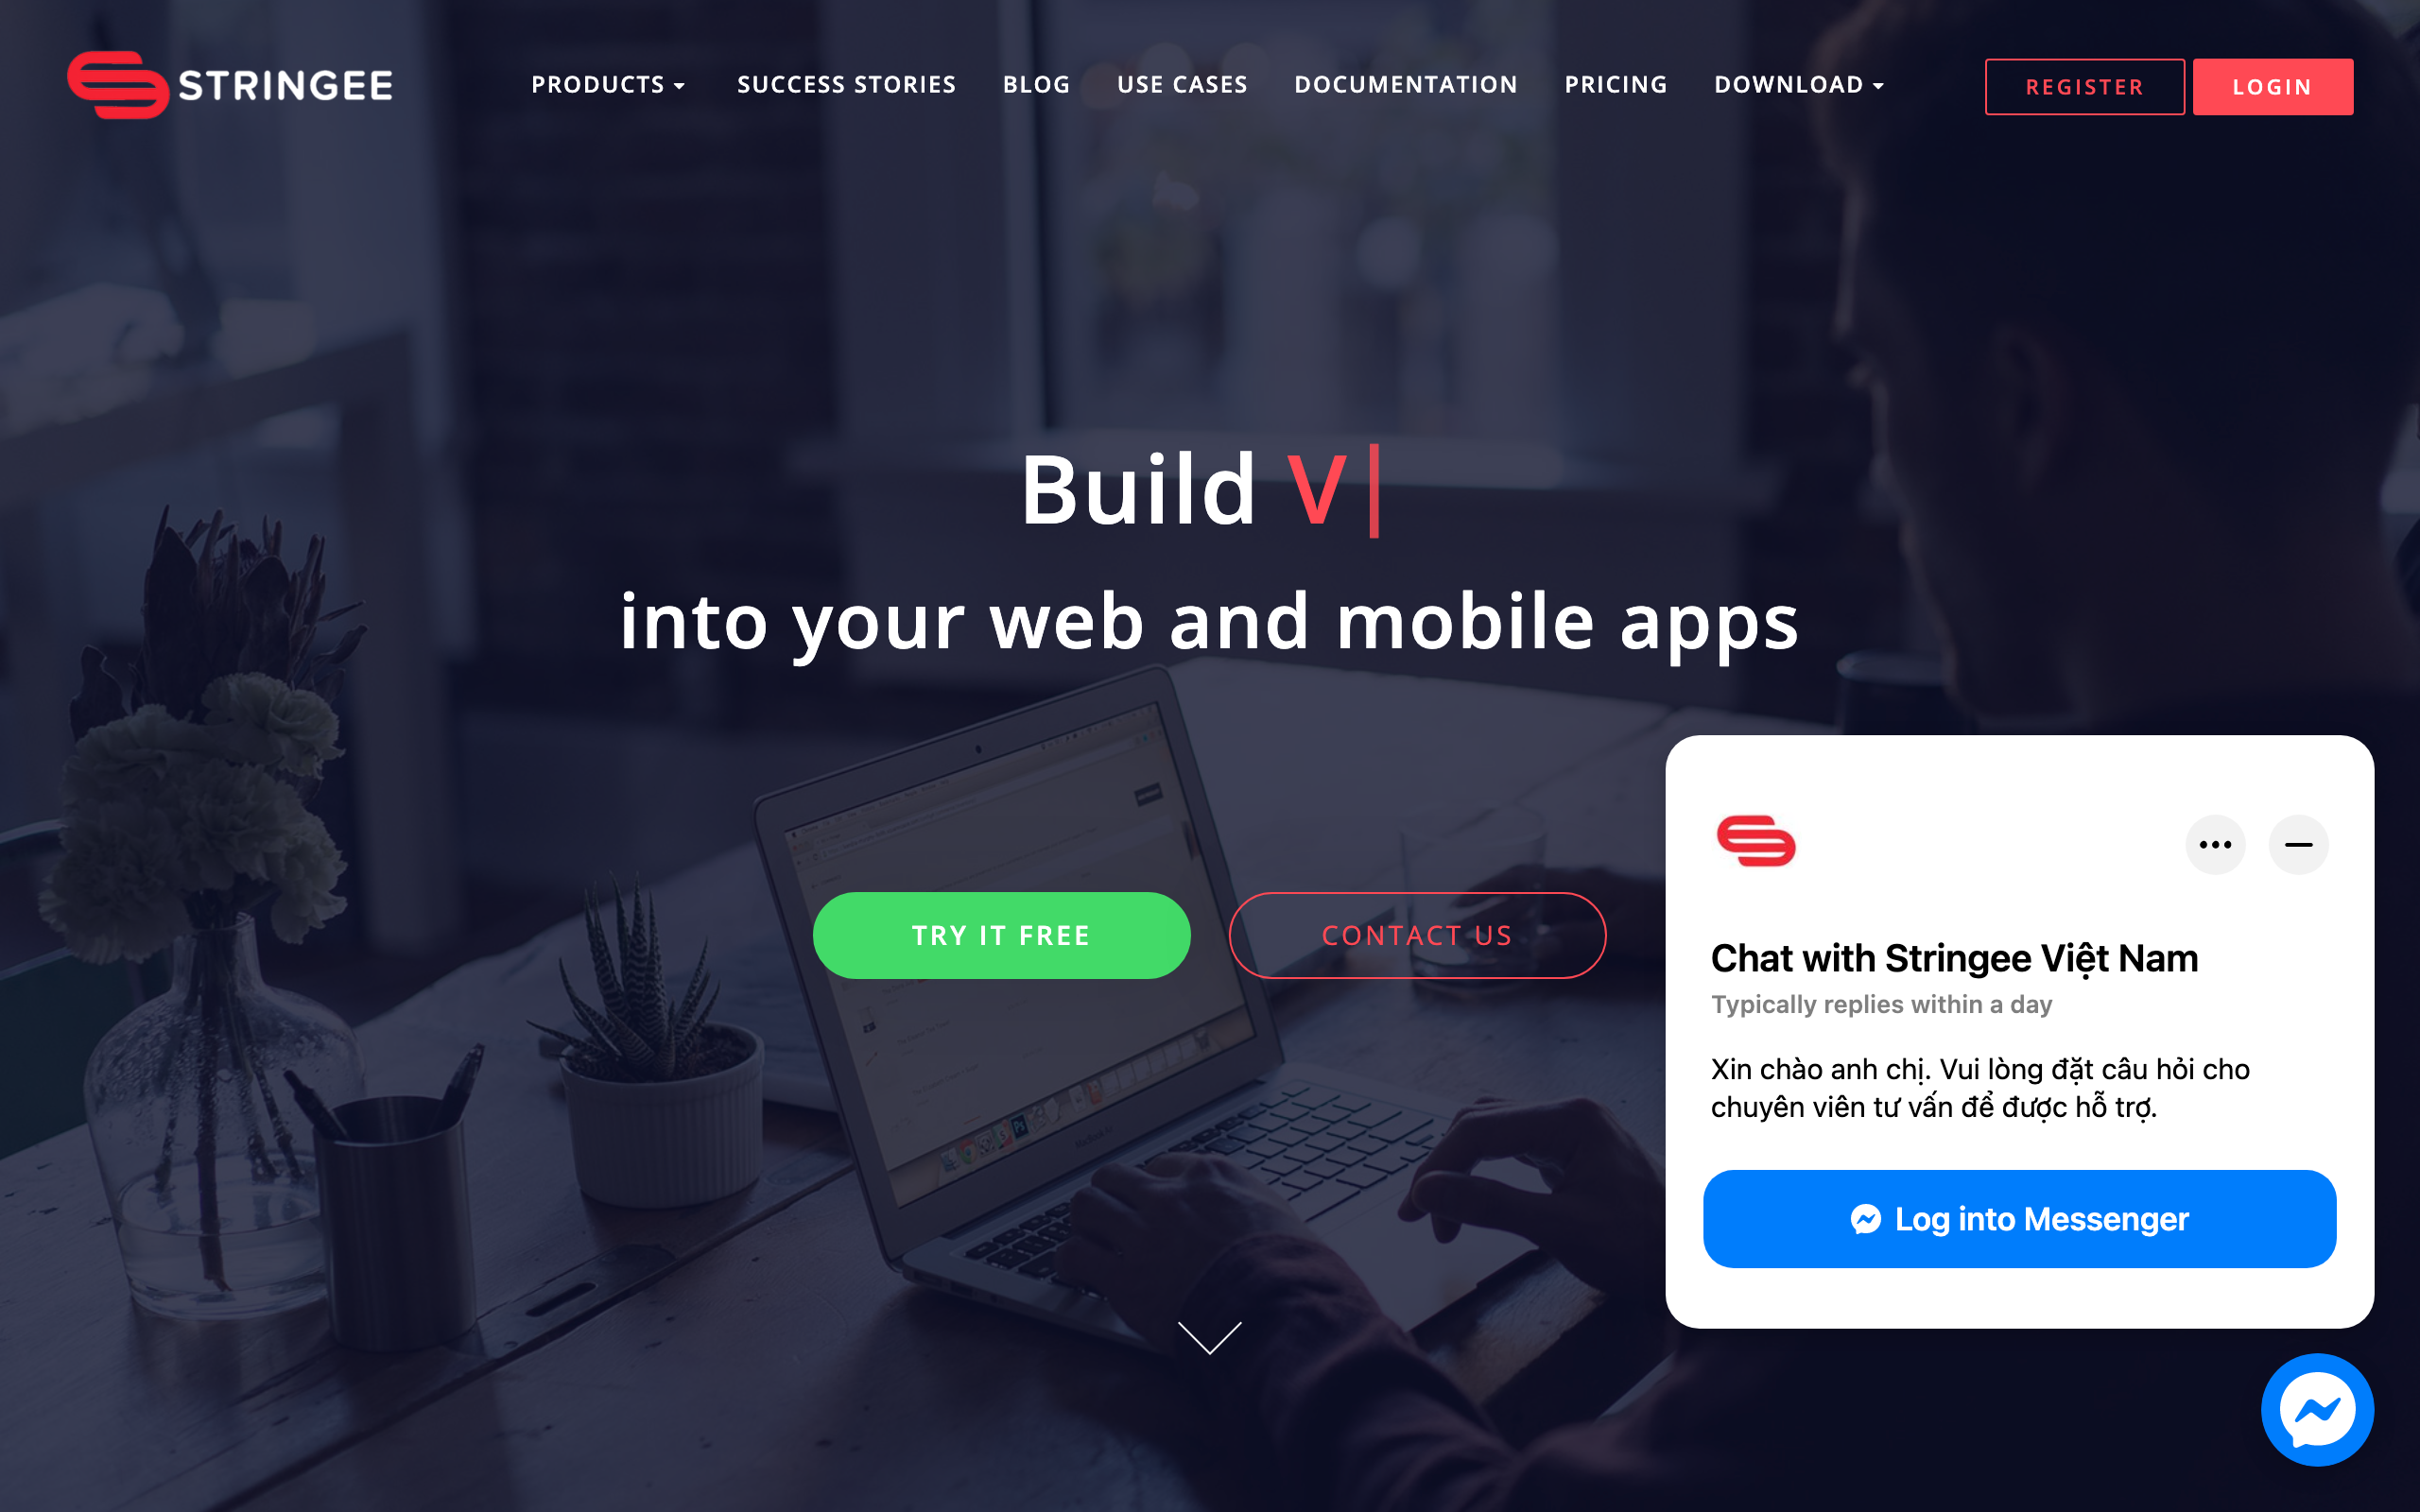 STRINGEE
PRODUCTS
SUCCESS STORIES
BLOG
USE CASES
DOCUMENTATION
PRICING
DOWNLOAD
REGISTER
LOGIN
Build V
into your web and mobile apps
TRY IT FREE
CONTACT US
Chat with Stringee Việt Nam
Typically replies within a day
Xin chào anh chị. Vui lòng đặt câu hỏi cho
chuyên viên tư vấn để được hỗ trợ.
Log into Messenger